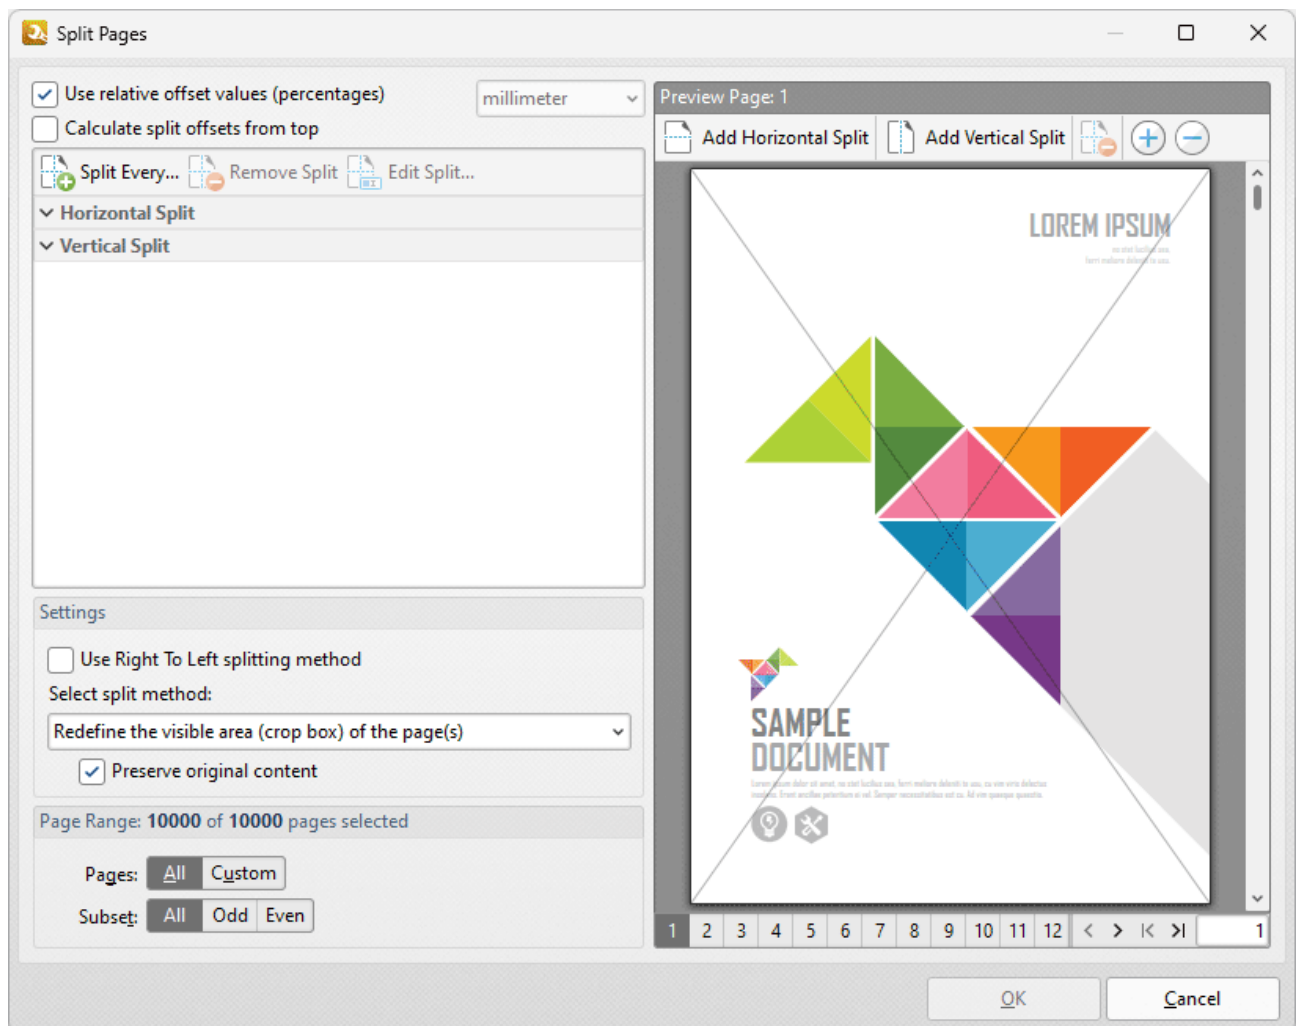 Split Pages
Use relative offset values (percentages)
millimeter
Calculate split offsets from top
Split Every...
Remove Split
Edit Split...
Horizontal Split
Vertical Split
Settings
Use Right To Left splitting method
Select split method:
Redefine the visible area (crop box) of the page(s)
Preserve original content
Page Range: 10000 of 10000 pages selected
Pages: All Custom
Subset: All Odd Even
Preview Page: 1
Add Horizontal Split
Add Vertical Split
LOREM IPSUM
SAMPLE
DOCUMENT
1 2 3 4 5 6 7 8 9 10 11 12 1
OK
Cancel